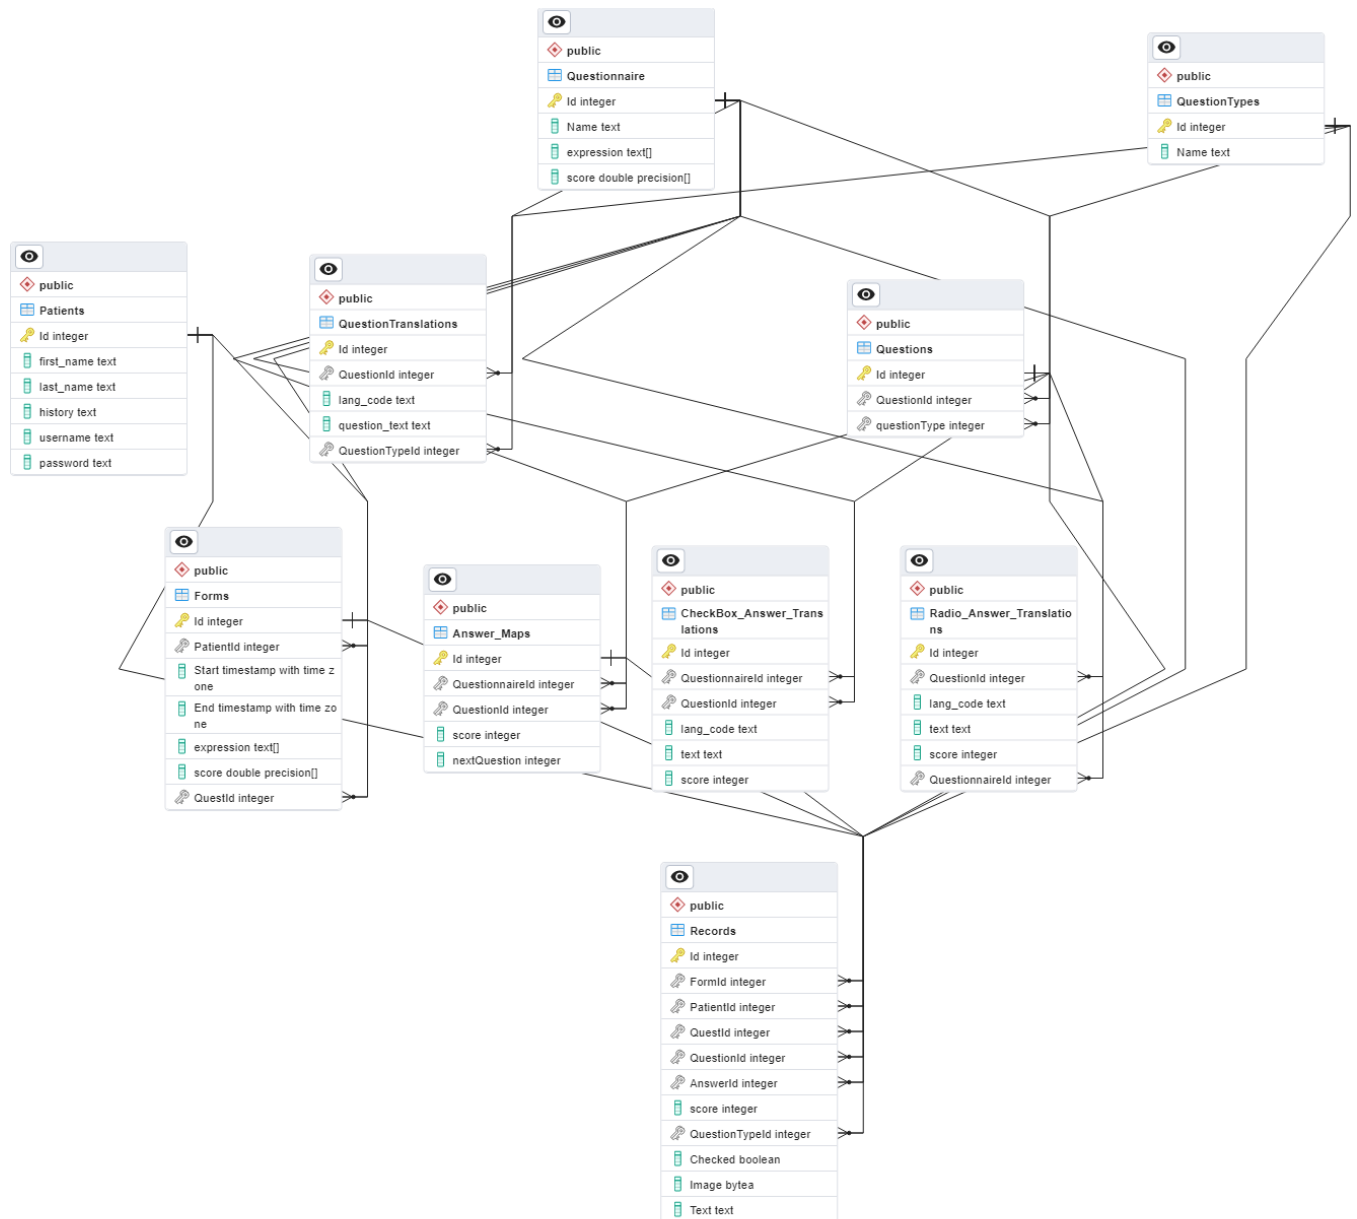 public
Questionnaire
Id integer
Name text
expression text[]
score double precision[]
public
QuestionTypes
Id integer
Name text
public
Patients
Id integer
first_name text
last_name text
history text
username text
password text
public
QuestionTranslations
Id integer
QuestionId integer
lang_code text
question_text text
QuestionTypeId integer
public
Questions
Id integer
QuestionId integer
questionType integer
public
Forms
Id integer
PatientId integer
Start timestamp with time z
one
End timestamp with time zo
ne
expression text[]
score double precision[]
QuestId integer
public
Answer_Maps
Id integer
QuestionnaireId integer
QuestionId integer
score integer
nextQuestion integer
public
CheckBox_Answer_Trans
lations
Id integer
QuestionnaireId integer
QuestionId integer
lang_code text
text text
score integer
public
Radio_Answer_Translatio
ns
Id integer
QuestionId integer
lang_code text
text text
score integer
QuestionnaireId integer
public
Records
Id integer
FormId integer
PatientId integer
QuestId integer
QuestionId integer
AnswerId integer
score integer
QuestionTypeId integer
Checked boolean
Image bytea
Text text